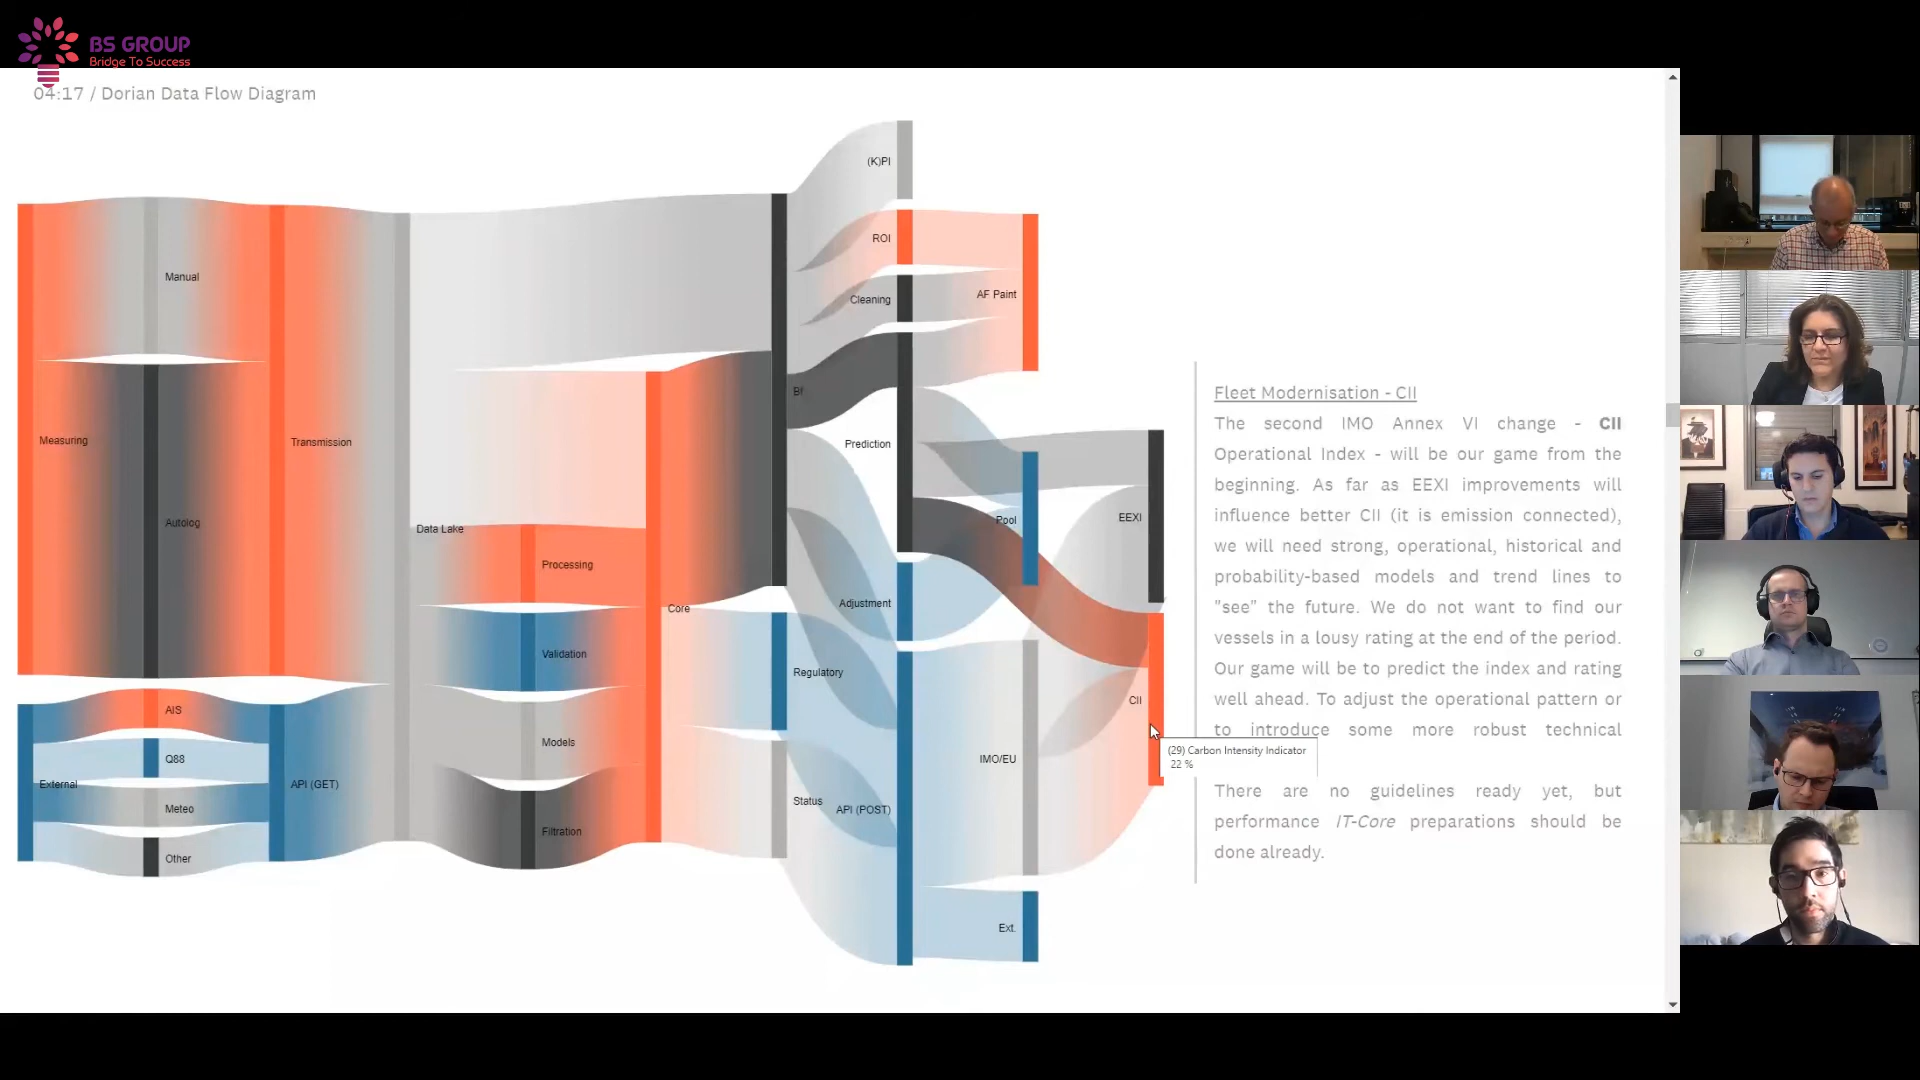 BS GROUP
Bridge To Success
04:17 / Dorian Data Flow Diagram
(K)PI
ROI
Cleaning
AF Paint
Manual
Measuring
Transmission
Autolog
Data Lake
Processing
Core
Validation
Models
Filtration
AIS
Q88
External
API (GET)
Meteo
Other
Bf
Prediction
Pool
EEXI
Adjustment
Regulatory
CII
IMO/EU
Status
API (POST)
Ext.
(29) Carbon Intensity Indicator
22 %
Fleet Modernisation - CII
The second IMO Annex VI change - CII
Operational Index - will be our game from the
beginning. As far as EEXI improvements will
influence better CII (it is emission connected),
we will need strong, operational, historical and
probability-based models and trend lines to
"see" the future. We do not want to find our
vessels in a lousy rating at the end of the period.
Our game will be to predict the index and rating
well ahead. To adjust the operational pattern or
to introduce some more robust technical
There are no guidelines ready yet, but
performance IT-Core preparations should be
done already.